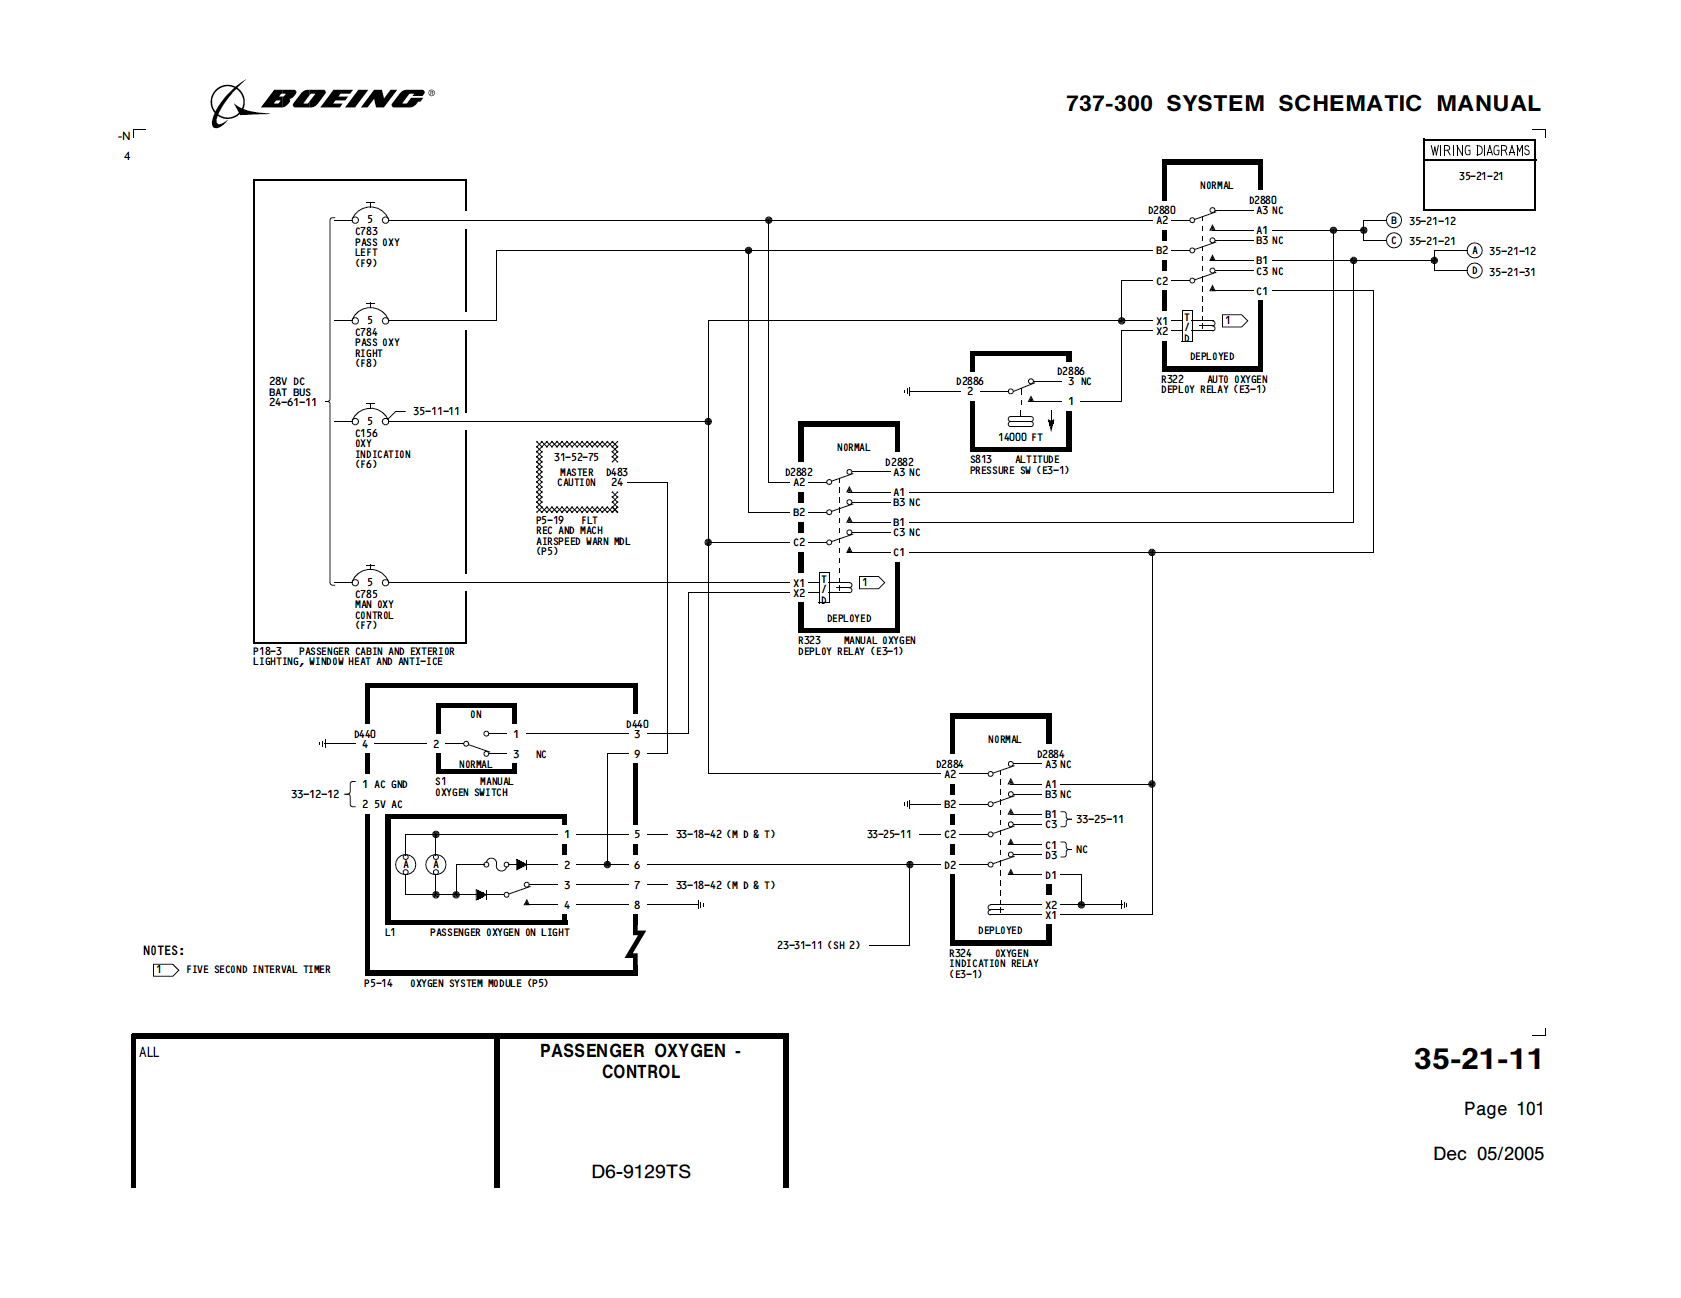 BOEING®
737-300 SYSTEM SCHEMATIC MANUAL
-N
4
WIRING DIAGRAMS
35-21-21
28V DC
BAT BUS
24-61-11
5
C783
PASS OXY
LEFT
(F9)
5
C784
PASS OXY
RIGHT
(F8)
5
35-11-11
C156
OXY
INDICATION
(F6)
5
C785
MAN OXY
CONTROL
(F7)
P18-3 PASSENGER CABIN AND EXTERIOR
LIGHTING, WINDOW HEAT AND ANTI-ICE
31-52-75
MASTER D483
CAUTION 24
P5-19 FLT
REC AND MACH
AIRSPEED WARN MDL
(P5)
NORMAL
D2880 D2880
A2 A3 NC
A1
B2 B3 NC
B1
C2 C3 NC
C1
X1 T/D 1
X2
DEPLOYED
R322 AUTO OXYGEN
DEPLOY RELAY (E3-1)
B 35-21-12
C 35-21-21
A 35-21-12
D 35-21-31
D2886 D2886
2 3 NC
1
14000 FT
S813 ALTITUDE
PRESSURE SW (E3-1)
NORMAL
D2882 D2882
A2 A3 NC
A1
B2 B3 NC
B1
C2 C3 NC
C1
X1 T/D 1
X2
DEPLOYED
R323 MANUAL OXYGEN
DEPLOY RELAY (E3-1)
ON
D440 D440
4 2 1 3
3 NC 9
NORMAL
S1 MANUAL
OXYGEN SWITCH
33-12-12
1 AC GND
2 5V AC
A A
1 5 33-18-42 (M D & T)
2 6
3 7 33-18-42 (M D & T)
4 8
L1 PASSENGER OXYGEN ON LIGHT
P5-14 OXYGEN SYSTEM MODULE (P5)
NORMAL
D2884 D2884
A2 A3 NC
A1
B2 B3 NC
B1
33-25-11 C2 C3 33-25-11
C1
D2 D3 NC
D1
X2
X1
DEPLOYED
23-31-11 (SH 2)
R324 OXYGEN
INDICATION RELAY
(E3-1)
NOTES:
1 FIVE SECOND INTERVAL TIMER
ALL
PASSENGER OXYGEN -
CONTROL
D6-9129TS
35-21-11
Page 101
Dec 05/2005